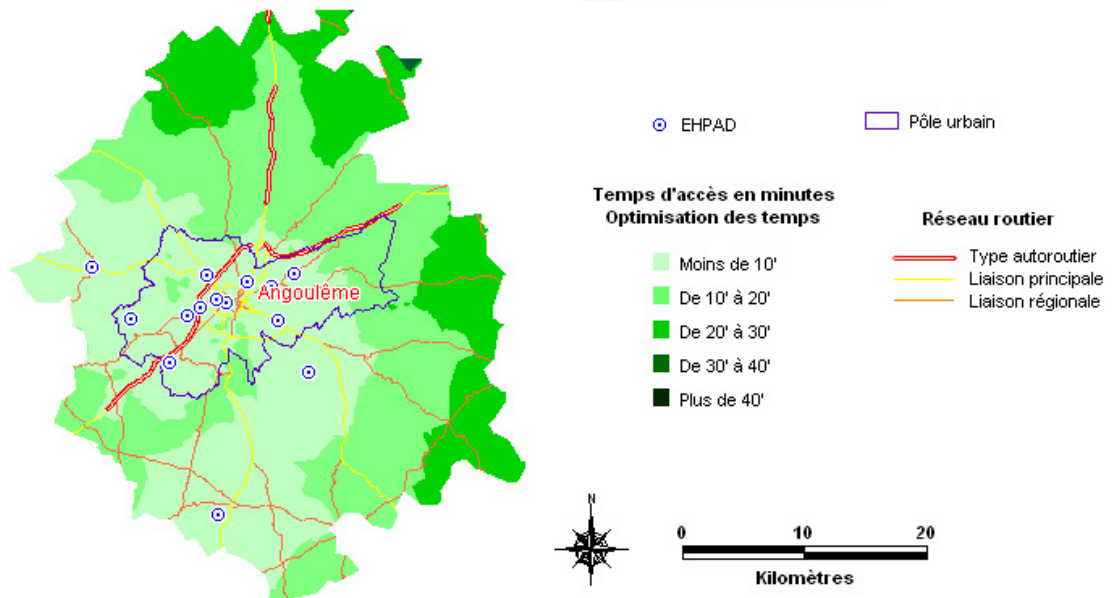 EHPAD
Pôle urbain
Temps d'accès en minutes
Optimisation des temps
Moins de 10'
De 10' à 20'
De 20' à 30'
De 30' à 40'
Plus de 40'
Réseau routier
Type autoroutier
Liaison principale
Liaison régionale
Angoulême
N
0 10 20
Kilomètres